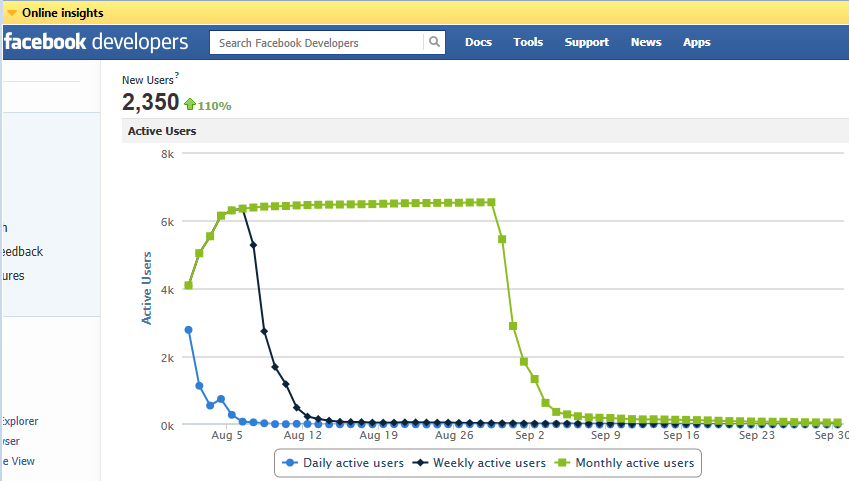 Online insights
facebook developers
Search Facebook Developers
Docs Tools Support News Apps
New Users?
2,350 110%
Active Users
8k
6k
4k
2k
0k
Active Users
Aug 5 Aug 12 Aug 19 Aug 26 Sep 2 Sep 9 Sep 16 Sep 23 Sep 30
Daily active users Weekly active users Monthly active users
eedback
ures
Explorer
wser
e View